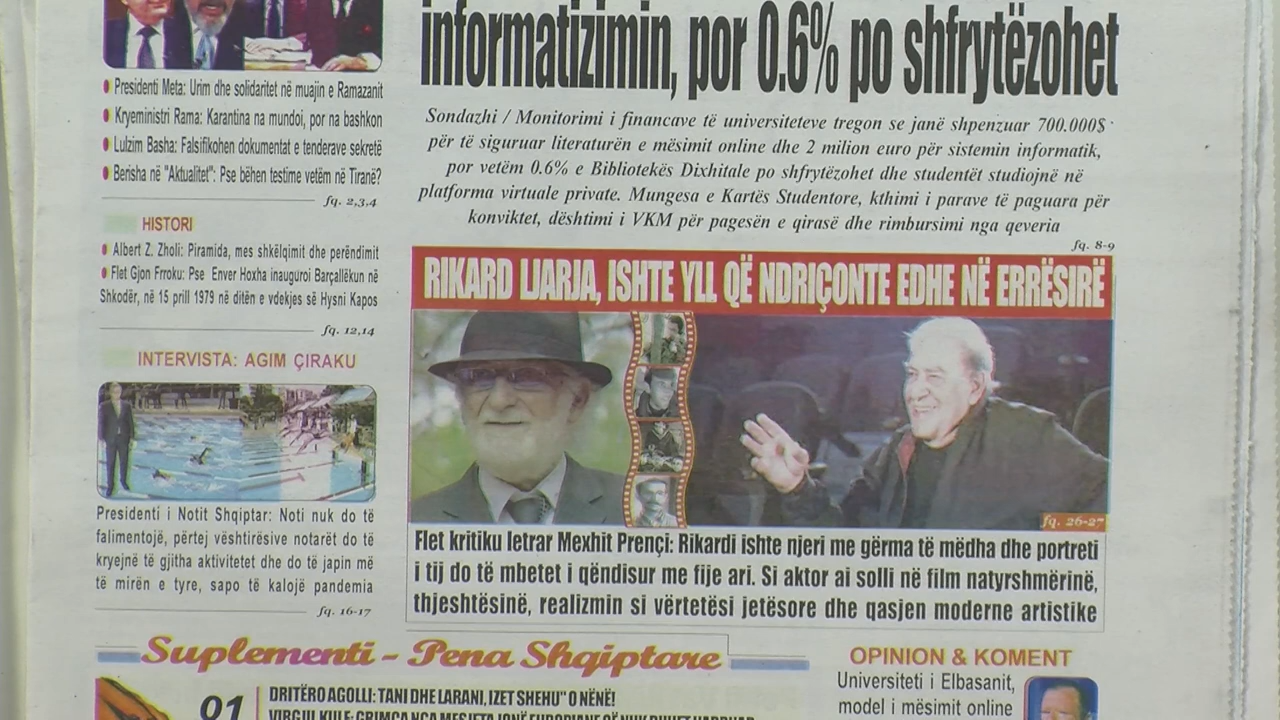 informatizimin, por 0.6% po shfrytëzohet
Sondazhi / Monitorimi i financave të universiteteve tregon se janë shpenzuar 700.000$
për të siguruar literaturën e mësimit online dhe 2 milion euro për sistemin informatik,
por vetëm 0.6% e Bibliotekës Dixhitale po shfrytëzohet dhe studentët studiojnë në
platforma virtuale private. Mungesa e Kartës Studentore, kthimi i parave të paguara për
konviktet, dështimi i VKM për pagesën e qirasë dhe rimbursimi nga qeveria
fq. 8-9
Presidenti Meta: Urim dhe solidaritet në muajin e Ramazanit
Kryeministri Rama: Karantina na mundoi, por na bashkon
Lulzim Basha: Falsifikohen dokumentat e tenderave sekretë
Berisha në "Aktualitet": Pse bëhen testime vetëm në Tiranë?
fq. 2,3,4
HISTORI
Albert Z. Zholi: Piramida, mes shkëlqimit dhe perëndimit
Flet Gjon Frroku: Pse Enver Hoxha inauguroi Barçallëkun në
Shkodër, në 15 prill 1979 në ditën e vdekjes së Hysni Kapos
fq. 12,14
INTERVISTA: AGIM ÇIRAKU
Presidenti i Notit Shqiptar: Noti nuk do të
falimentojë, përtej vështirësive notarët do të
kryejnë të gjitha aktivitetet dhe do të japin më
të mirën e tyre, sapo të kalojë pandemia
fq. 16-17
RIKARD LJARJA, ISHTE YLL QË NDRIÇONTE EDHE NË ERRËSIRË
fq. 26-27
Flet kritiku letrar Mexhit Prençi: Rikardi ishte njeri me gërma të mëdha dhe portreti
i tij do të mbetet i qëndisur me fije ari. Si aktor ai solli në film natyrshmërinë,
thjeshtësinë, realizmin si vërtetësi jetësore dhe qasjen moderne artistike
Suplementi - Pena Shqiptare
01
DRITËRO AGOLLI: TANI DHE LARANI, IZET SHEHU" O NËNË!
OPINION & KOMENT
Universiteti i Elbasanit,
model i mësimit online